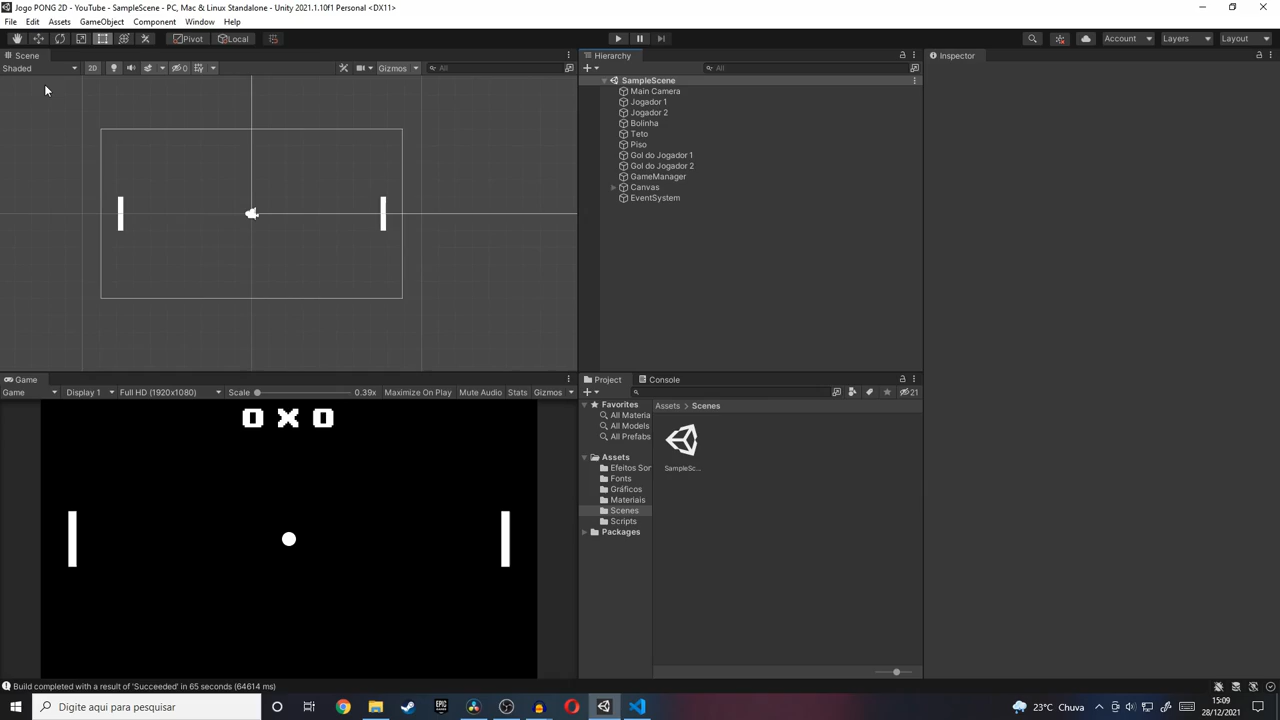 Jogo PONG 2D - YouTube - SampleScene - PC, Mac & Linux Standalone - Unity 2021.1.10f1 Personal <DX11>
File Edit Assets GameObject Component Window Help
Pivot Local Account Layers Layout
Scene
Shaded 2D 0 Gizmos All
Hierarchy
All
SampleScene
Main Camera
Jogador 1
Jogador 2
Bolinha
Teto
Piso
Gol do Jogador 1
Gol do Jogador 2
GameManager
Canvas
EventSystem
Inspector
Game
Game Display 1 Full HD (1920x1080) Scale 0.39x Maximize On Play Mute Audio Stats Gizmos
0 X 0
Project Console
21
Favorites
All Materia
All Models
All Prefabs
Assets
Efeitos Sor
Fonts
Gráficos
Materiais
Scenes
Scripts
Packages
Assets > Scenes
SampleSc...
Build completed with a result of 'Succeeded' in 65 seconds (64614 ms)
Digite aqui para pesquisar
EPIC GAMES
23°C Chuva
15:09
28/12/2021